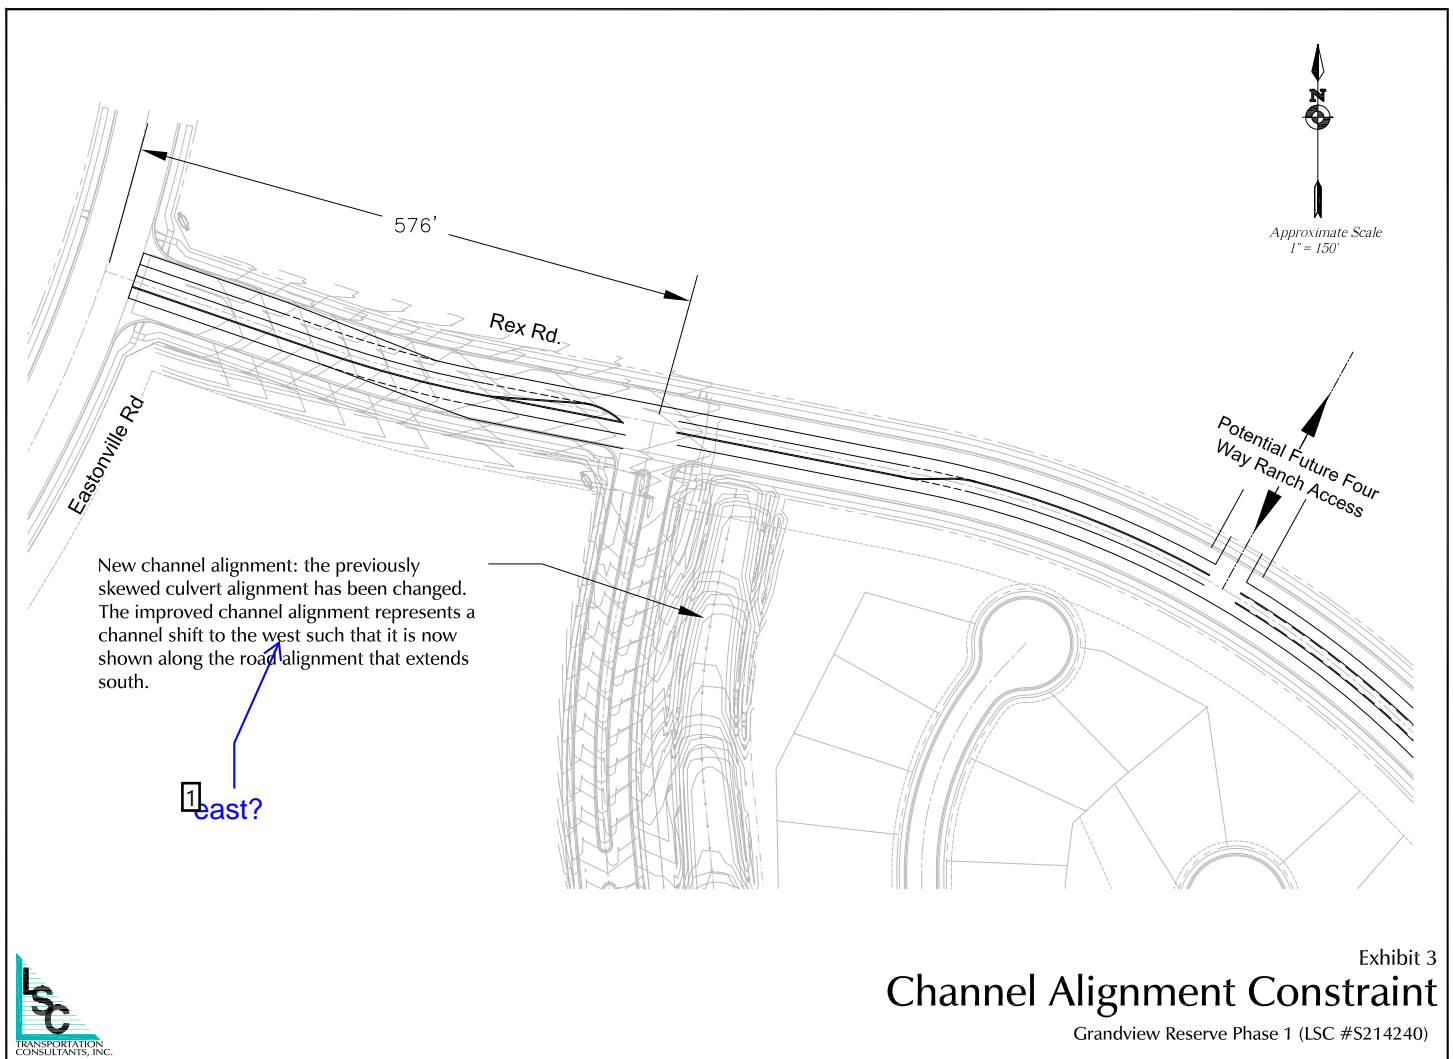 N
Approximate Scale
1" = 150'
576'
Rex Rd.
Eastonville Rd
Potential Future Four
Way Ranch Access
New channel alignment: the previously
skewed culvert alignment has been changed.
The improved channel alignment represents a
channel shift to the west such that it is now
shown along the road alignment that extends
south.
1
east?
Exhibit 3
Channel Alignment Constraint
Grandview Reserve Phase 1 (LSC #S214240)
LSC
TRANSPORTATION
CONSULTANTS, INC.